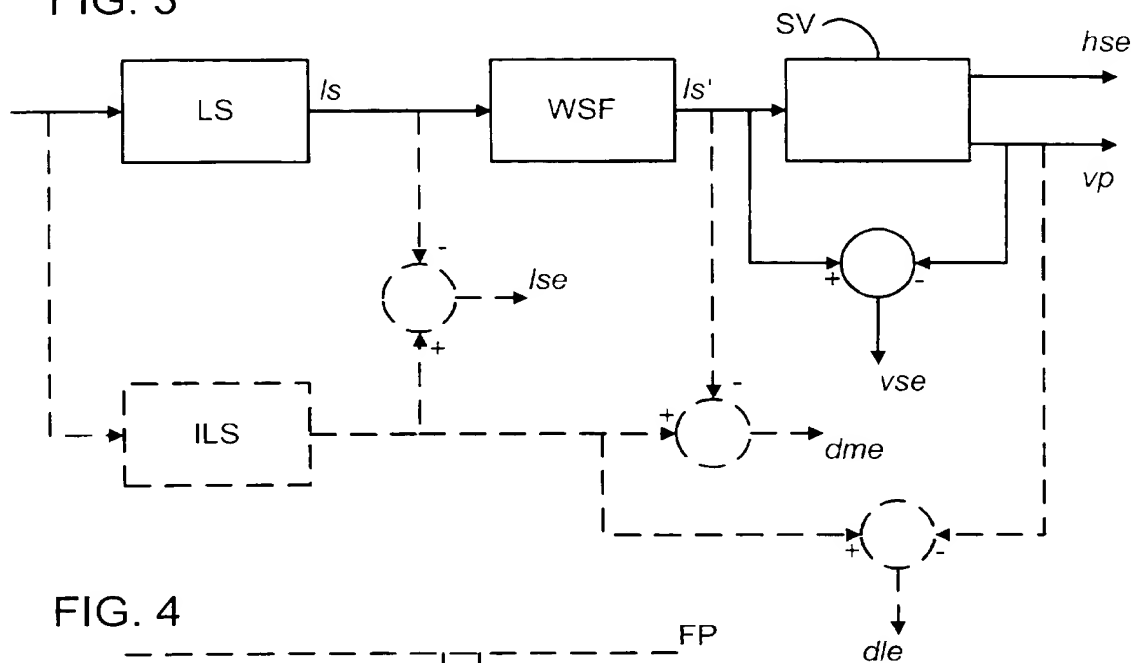 FIG. 3
SV
hse
LS
ls
WSF
ls'
vp
-
lse
+
+
-
vse
ILS
-
+
dme
+
-
dle
FIG. 4
FP